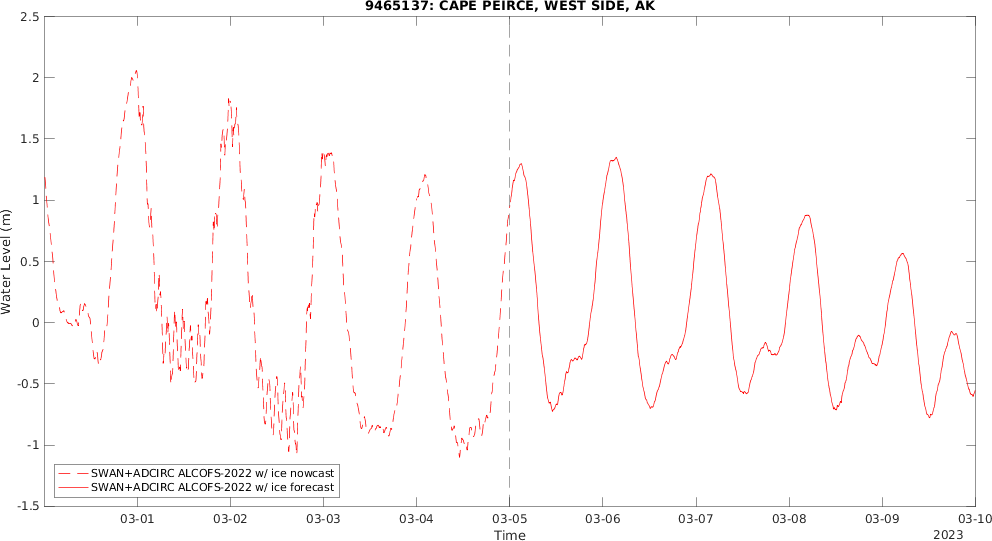 9465137: CAPE PEIRCE, WEST SIDE, AK
2.5
2
1.5
1
0.5
0
-0.5
-1
-1.5
Water Level (m)
SWAN+ADCIRC ALCOFS-2022 w/ ice nowcast
SWAN+ADCIRC ALCOFS-2022 w/ ice forecast
03-01 03-02 03-03 03-04 03-05 03-06 03-07 03-08 03-09 03-10
Time
2023